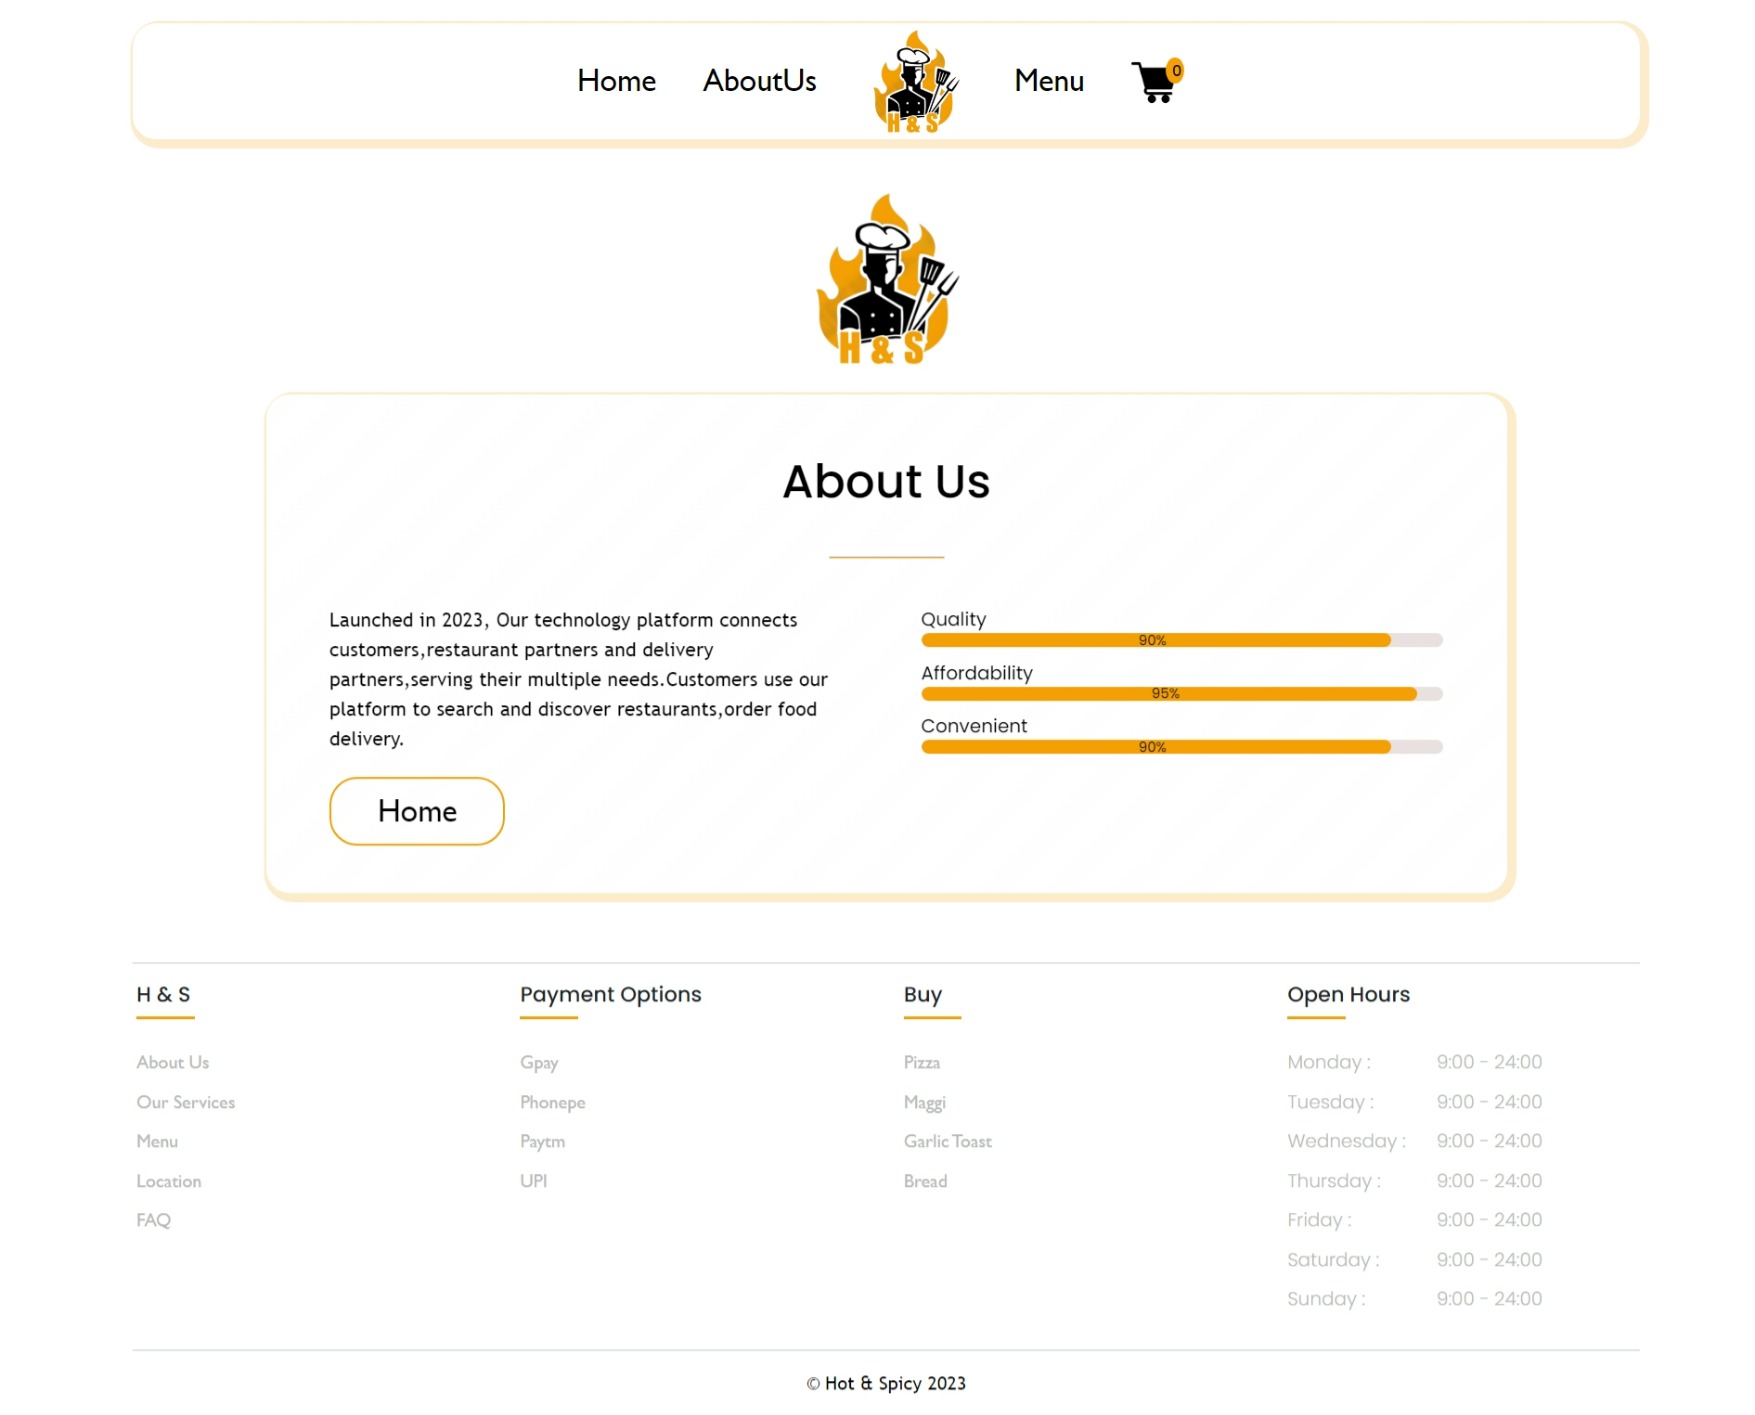 Home
AboutUs
H & S
Menu
0
H & S
About Us
Launched in 2023, Our technology platform connects
customers,restaurant partners and delivery
partners,serving their multiple needs.Customers use our
platform to search and discover restaurants,order food
delivery.
Home
Quality
90%
Affordability
95%
Convenient
90%
H & S
About Us
Our Services
Menu
Location
FAQ
Payment Options
Gpay
Phonepe
Paytm
UPI
Buy
Pizza
Maggi
Garlic Toast
Bread
Open Hours
Monday : 9:00 - 24:00
Tuesday : 9:00 - 24:00
Wednesday : 9:00 - 24:00
Thursday : 9:00 - 24:00
Friday : 9:00 - 24:00
Saturday : 9:00 - 24:00
Sunday : 9:00 - 24:00
© Hot & Spicy 2023